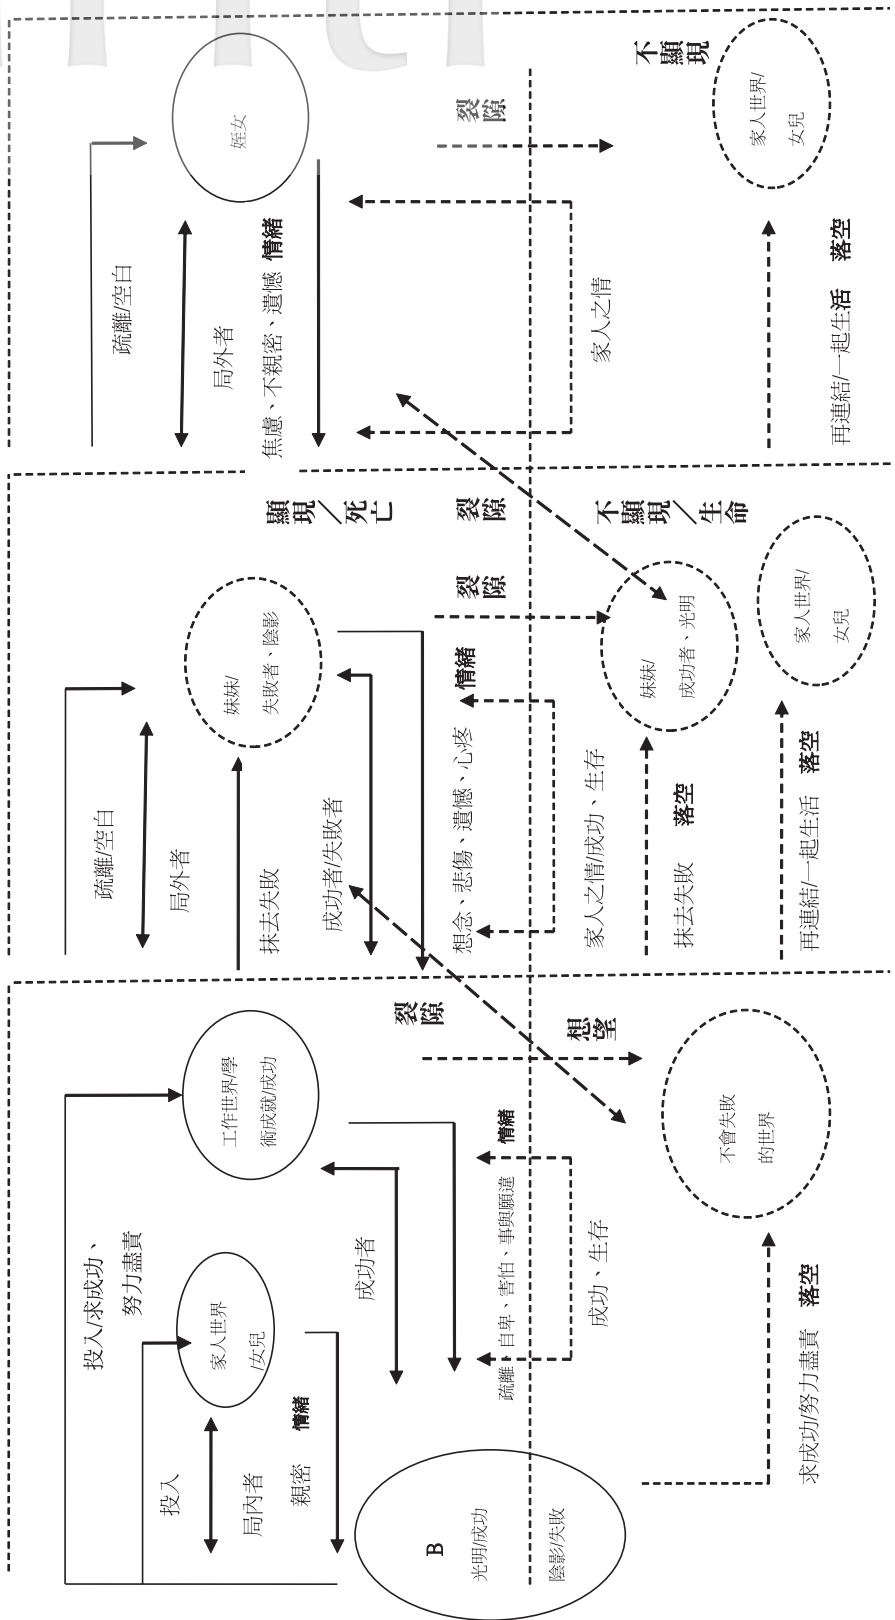 投入/求成功、
努力盡責
投入
局內者
親密 情緒
家人世界
/女兒
工作世界/學
術成就/成功
成功者
B
光明/成功
陰影/失敗
疏離、自卑、害怕、事與願違 情緒
成功、生存
裂隙
想望
不會失敗
的世界
求成功/努力盡責 落空
疏離/空白
局外者
抹去失敗
妹妹/
失敗者、陰影
成功者/失敗者
想念、悲傷、遺憾、心疼 情緒
家人之情/成功、生存
裂隙
抹去失敗 落空
妹妹/
成功者、光明
再連結/一起生活 落空
家人世界/
女兒
顯現／死亡
裂隙
不顯現／生命
疏離/空白
局外者
焦慮、不親密、遺憾 情緒
姪女
裂隙
家人之情
不顯現
家人世界/
女兒
再連結/一起生活 落空